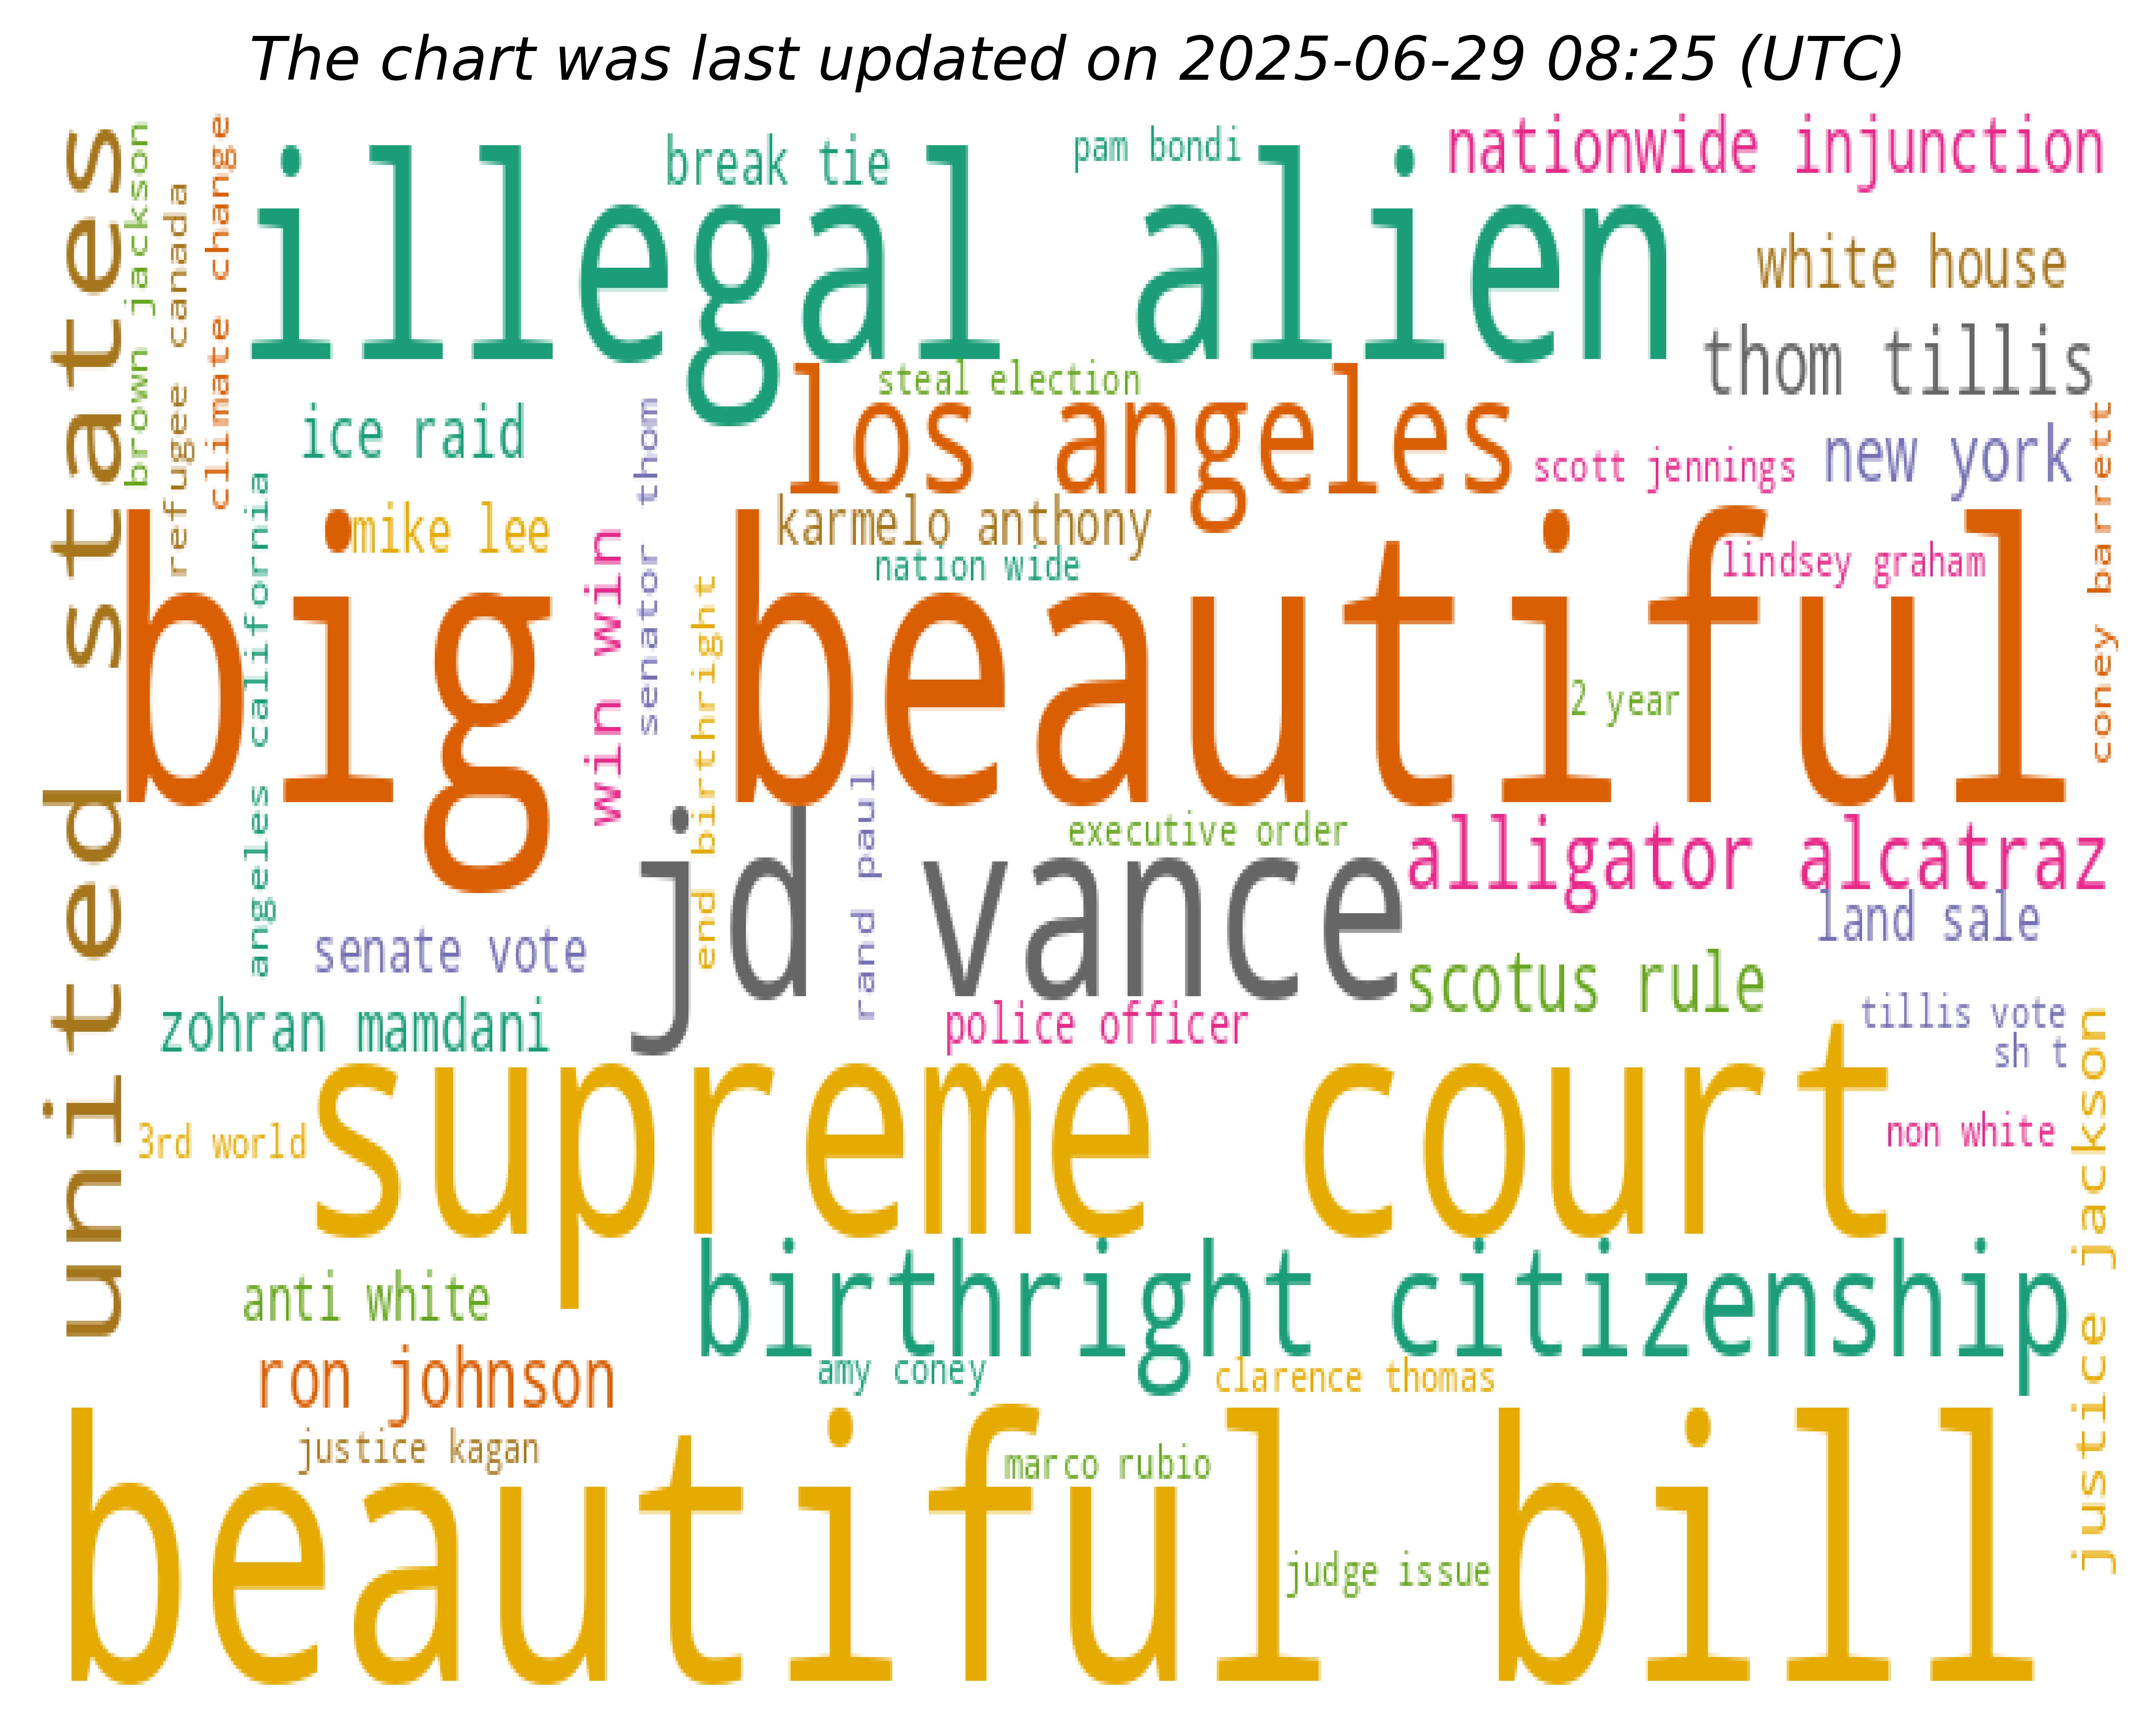 The chart was last updated on 2025-06-29 08:25 (UTC)
united states
brown jackson
refugee canada
climate change
illegal alien
break tie
pam bondi
nationwide injunction
white house
thom tillis
steal election
ice raid
los angeles
senator thom
scott jennings
new york
coney barrett
angeles california
mike lee
win win
karmelo anthony
nation wide
lindsey graham
big beautiful
end birthright
2 year
rand paul
jd vance
executive order
alligator alcatraz
land sale
senate vote
scotus rule
zohran mamdani
police officer
tillis vote
sh t
justice jackson
supreme court
3rd world
non white
anti white
birthright citizenship
ron johnson
amy coney
clarence thomas
justice kagan
marco rubio
beautiful bill
judge issue